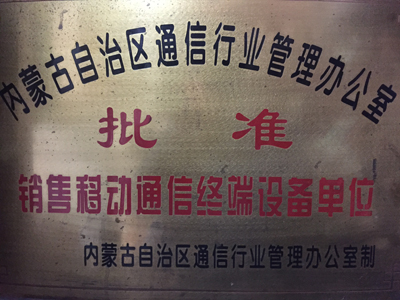 内蒙古自治区通信行业管理办公室
批准
销售移动通信终端设备单位
内蒙古自治区通信行业管理办公室制